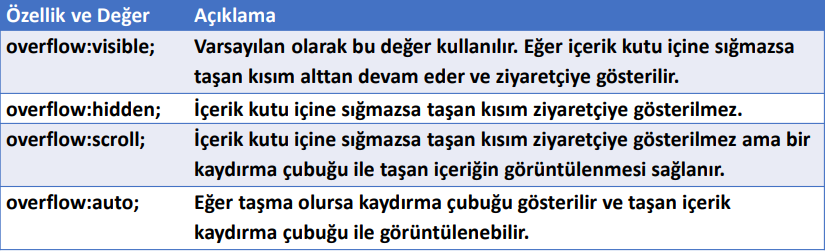 Özellik ve Değer Açıklama
overflow:visible; Varsayılan olarak bu değer kullanılır. Eğer içerik kutu içine sığmazsa
taşan kısım alttan devam eder ve ziyaretçiye gösterilir.
overflow:hidden; İçerik kutu içine sığmazsa taşan kısım ziyaretçiye gösterilmez.
overflow:scroll; İçerik kutu içine sığmazsa taşan kısım ziyaretçiye gösterilmez ama bir
kaydırma çubuğu ile taşan içeriğin görüntülenmesi sağlanır.
overflow:auto; Eğer taşma olursa kaydırma çubuğu gösterilir ve taşan içerik
kaydırma çubuğu ile görüntülenebilir.